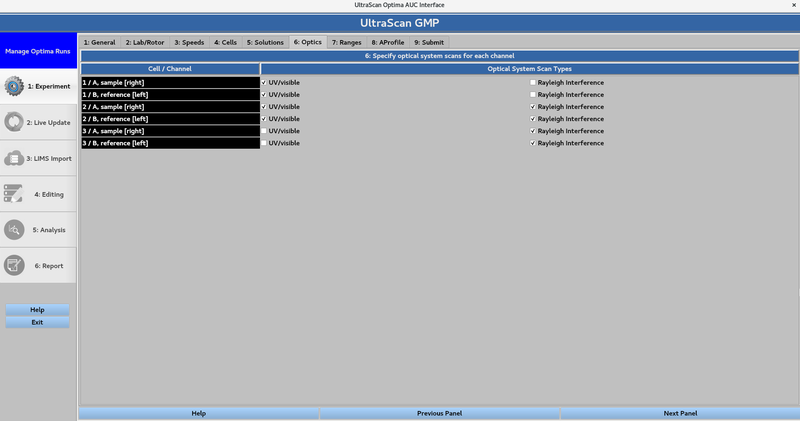 UltraScan Optima AUC Interface
×
UltraScan GMP
Manage Optima Runs
1: Experiment
2: Live Update
3: LIMS Import
4: Editing
5: Analysis
6: Report
Help
Exit
1: General 2: Lab/Rotor 3: Speeds 4: Cells 5: Solutions 6: Optics 7: Ranges 8: AProfile 9: Submit
6: Specify optical system scans for each channel
Cell / Channel Optical System Scan Types
1 / A, sample [right] UV/visible Rayleigh Interference
1 / B, reference [left] UV/visible Rayleigh Interference
2 / A, sample [right] UV/visible Rayleigh Interference
2 / B, reference [left] UV/visible Rayleigh Interference
3 / A, sample [right] UV/visible Rayleigh Interference
3 / B, reference [left] UV/visible Rayleigh Interference
Help Previous Panel Next Panel